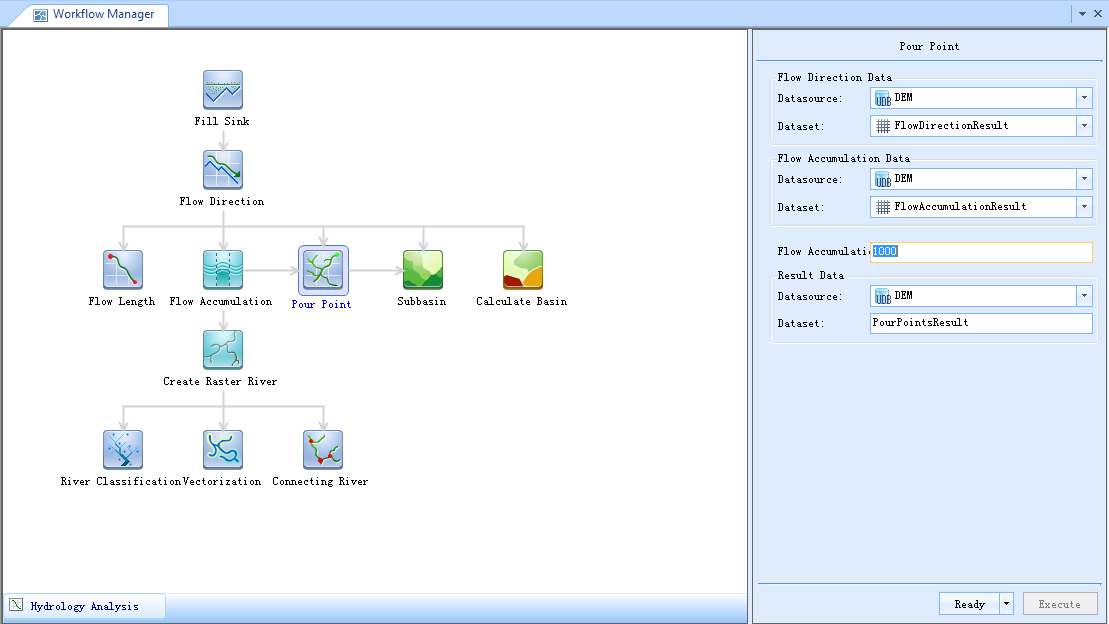 Workflow Manager
Fill Sink
Flow Direction
Flow Length
Flow Accumulation
Pour Point
Subbasin
Calculate Basin
Create Raster River
River Classification
Vectorization
Connecting River
Hydrology Analysis
Pour Point
Flow Direction Data
Datasource:
UDB DEM
Dataset:
FlowDirectionResult
Flow Accumulation Data
Datasource:
UDB DEM
Dataset:
FlowAccumulationResult
Flow Accumulati
1000
Result Data
Datasource:
UDB DEM
Dataset:
PourPointsResult
Ready
Execute